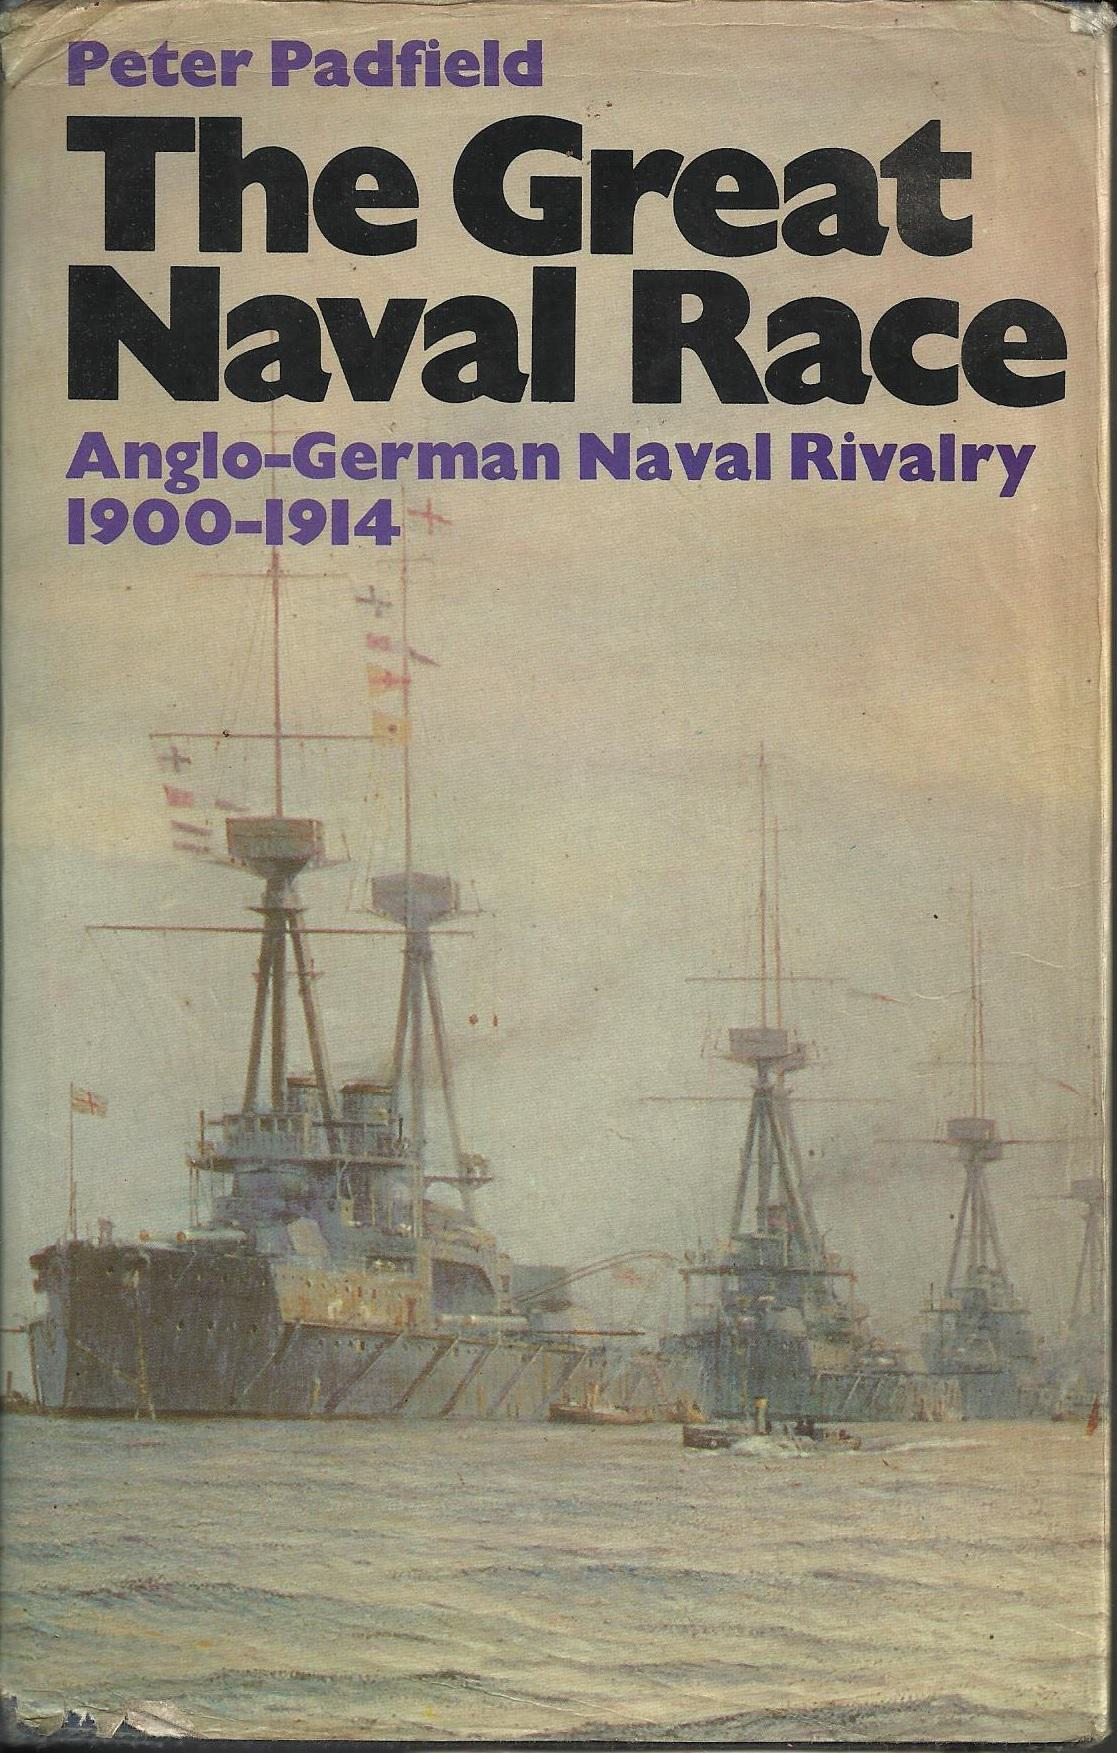 Peter Padfield
The Great
Naval Race
Anglo-German Naval Rivalry
1900-1914